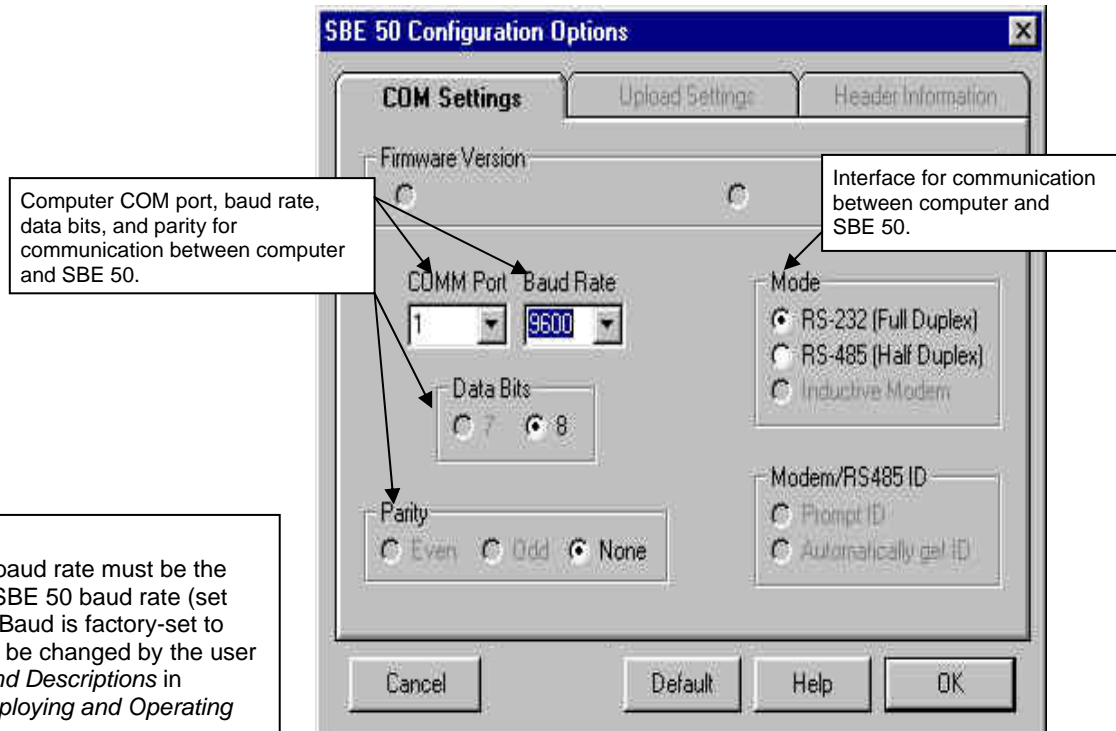 SBE 50 Configuration Options
COM Settings
Upload Settings
Header Information
Firmware Version
Computer COM port, baud rate,
data bits, and parity for
communication between computer
and SBE 50.
Interface for communication
between computer and
SBE 50.
COMM Port Baud Rate
1
9600
Mode
RS-232 (Full Duplex)
RS-485 (Half Duplex)
Inductive Modem
Data Bits
7 8
Modem/RS485 ID
Prompt ID
Automatically get ID
Parity
Even Odd None
baud rate must be the
SBE 50 baud rate (set
Baud is factory-set to
be changed by the user
nd Descriptions in
ploying and Operating
Cancel
Default
Help
OK